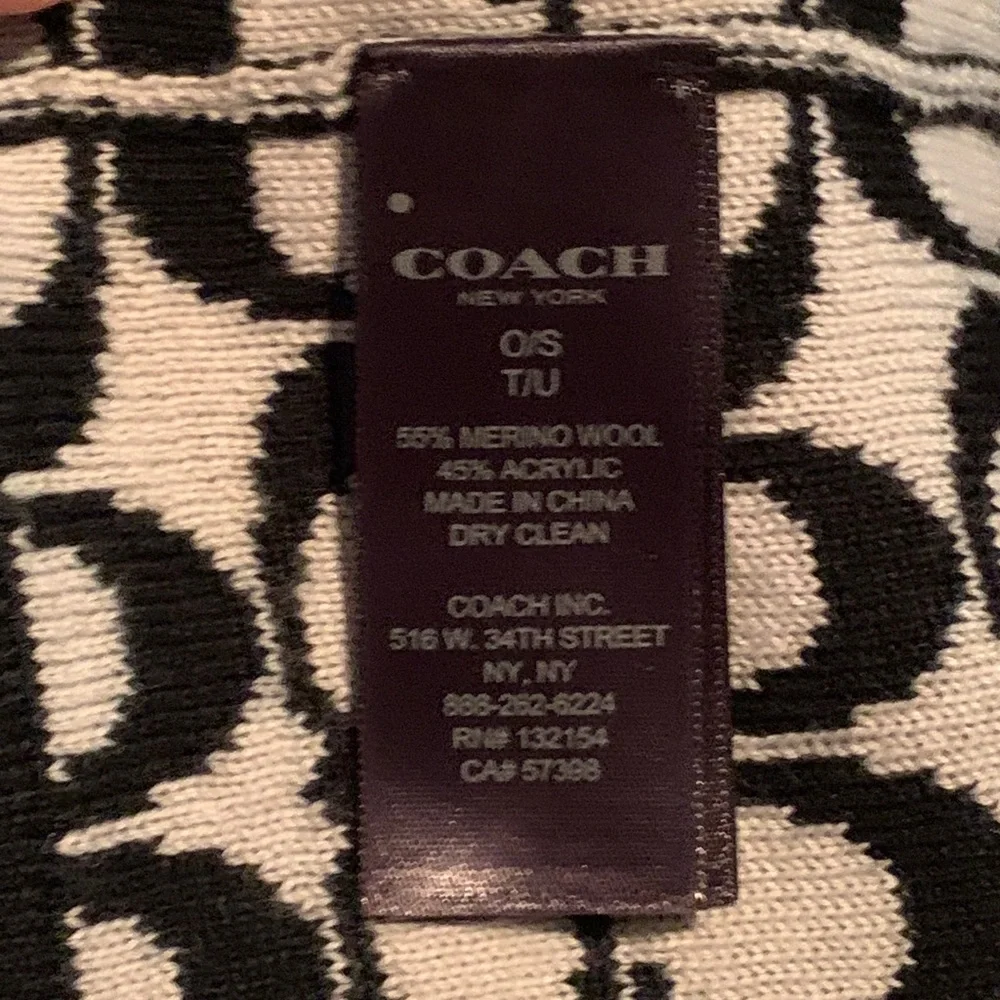 COACH
NEW YORK
O/S
T/U
55% MERINO WOOL
45% ACRYLIC
MADE IN CHINA
DRY CLEAN
COACH INC.
516 W. 34TH STREET
NY, NY
866-262-6224
RN# 132154
CA# 57398